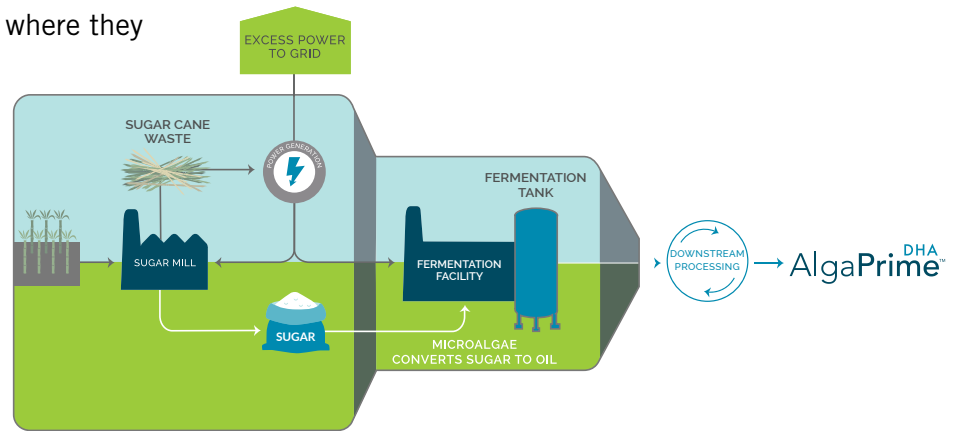 where they
EXCESS POWER
TO GRID
SUGAR CANE
WASTE
POWER GENERATION
FERMENTATION
TANK
SUGAR MILL
FERMENTATION
FACILITY
DOWNSTREAM
PROCESSING
AlgaPrime™ DHA
SUGAR
MICROALGAE
CONVERTS SUGAR TO OIL